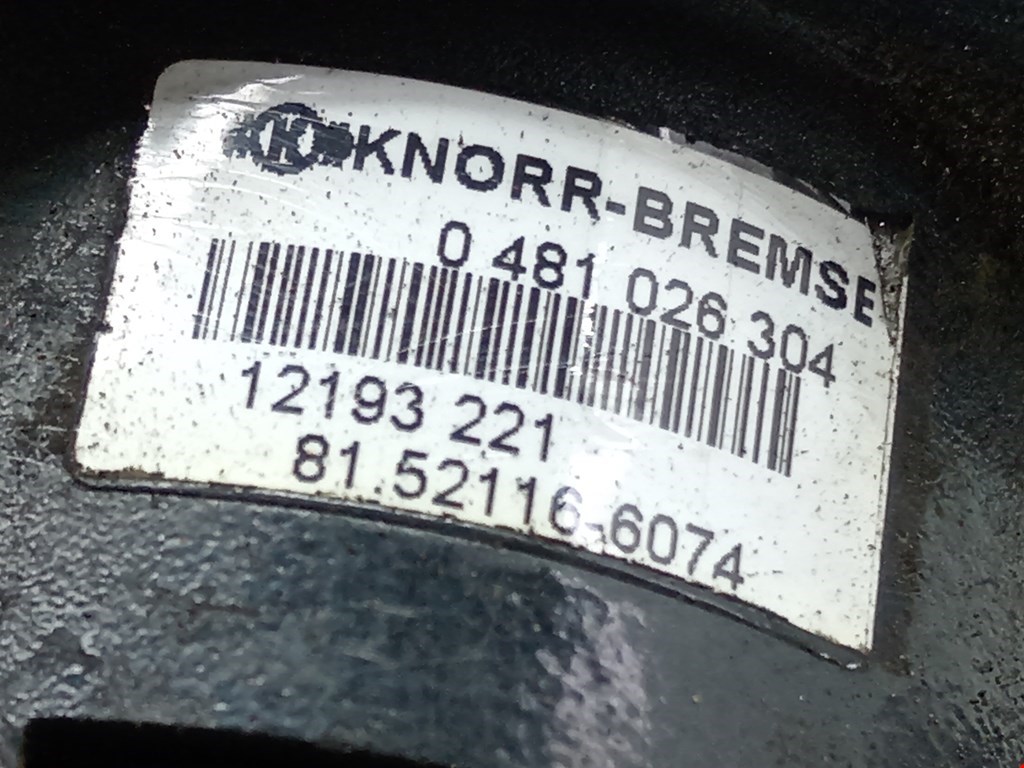 K KNORR-BREMSE
0 481 026 304
12193 221
81.52116-6074